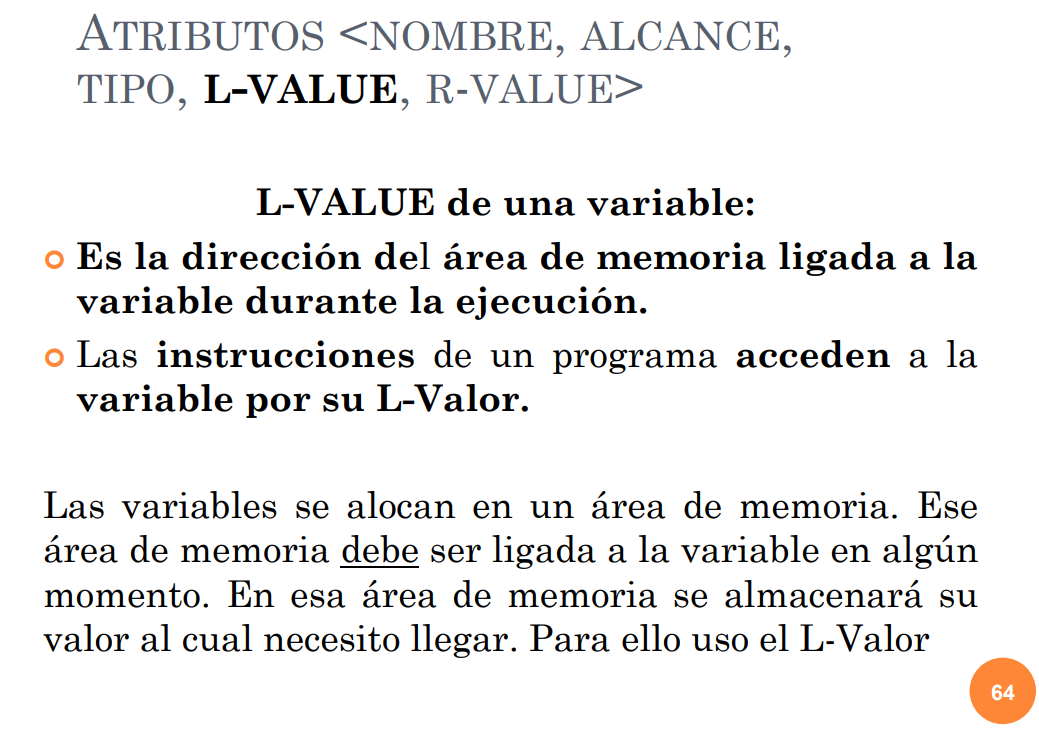 ATRIBUTOS <NOMBRE, ALCANCE,
TIPO, L-VALUE, R-VALUE>
L-VALUE de una variable:
Es la dirección del área de memoria ligada a la
variable durante la ejecución.
Las instrucciones de un programa acceden a la
variable por su L-Valor.
Las variables se alocan en un área de memoria. Ese
área de memoria debe ser ligada a la variable en algún
momento. En esa área de memoria se almacenará su
valor al cual necesito llegar. Para ello uso el L-Valor
64